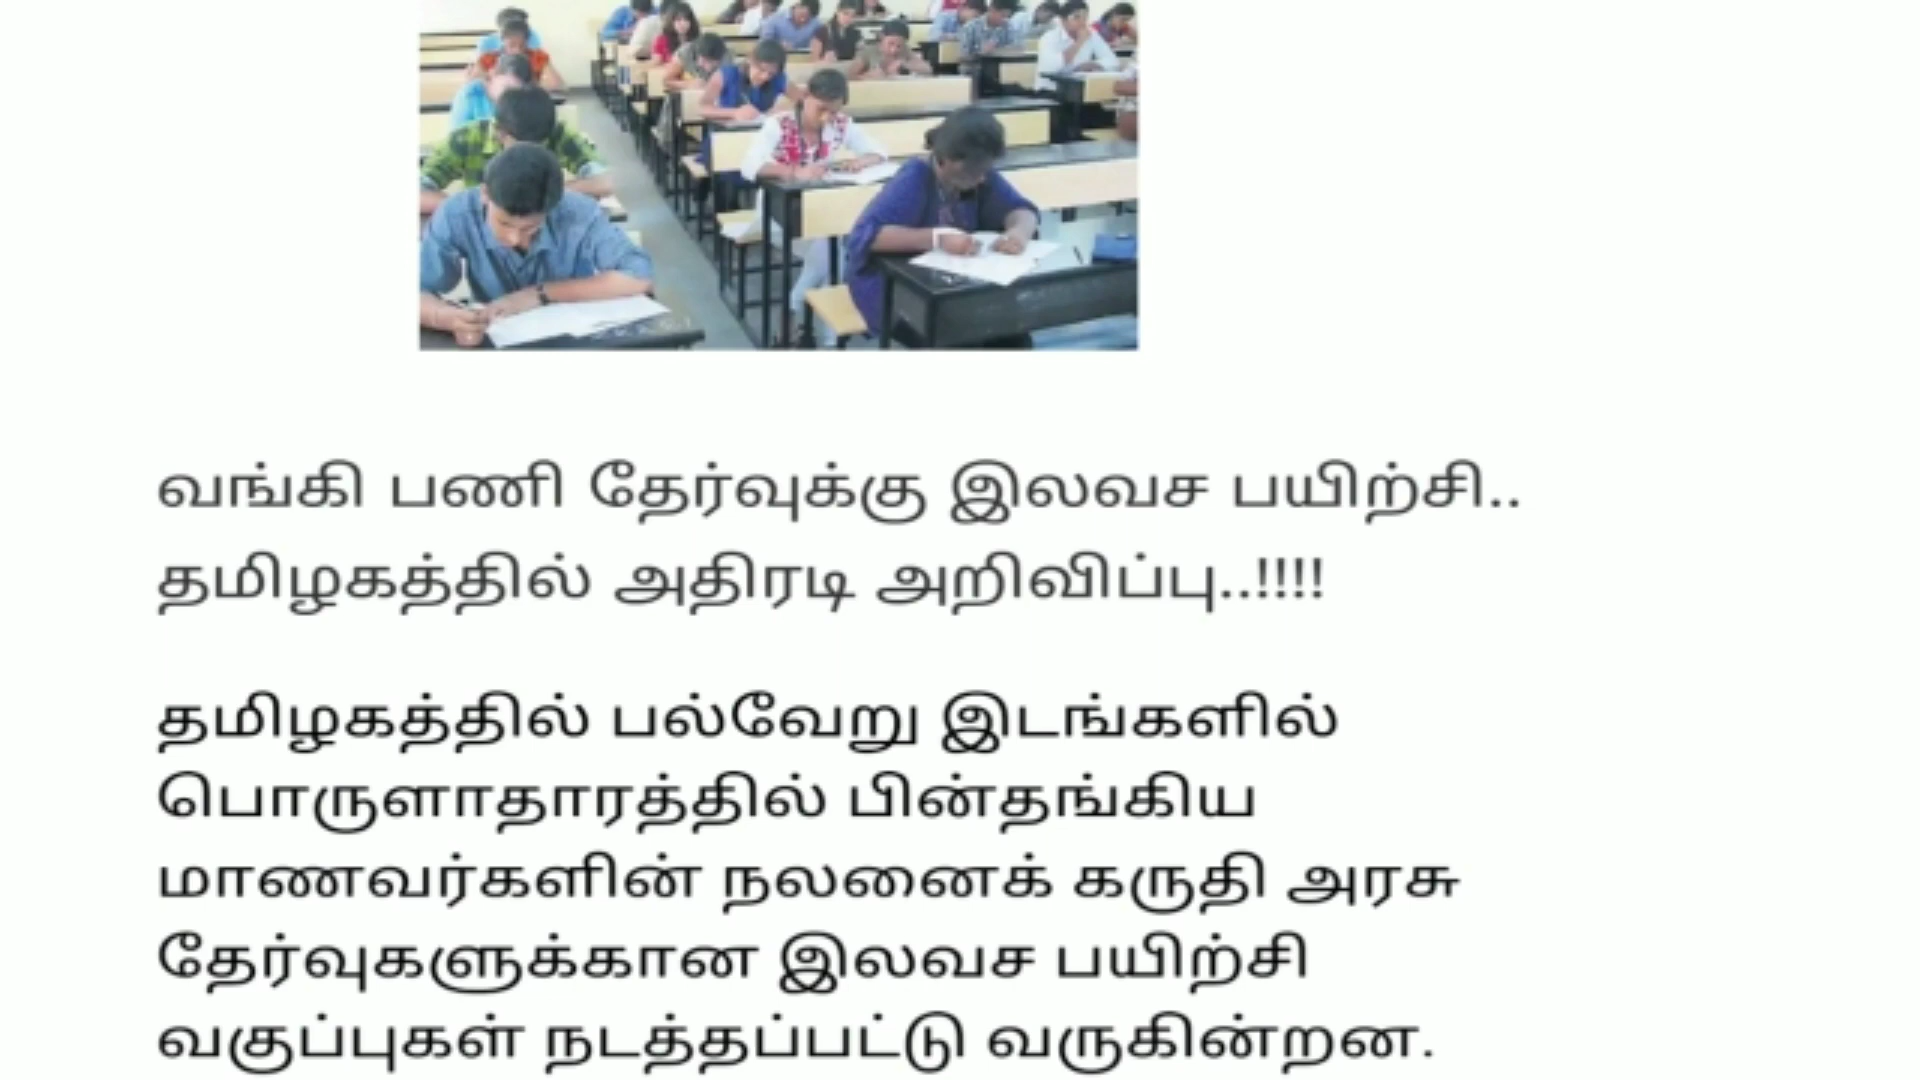 வங்கி பணி தேர்வுக்கு இலவச பயிற்சி..
தமிழகத்தில் அதிரடி அறிவிப்பு..!!!!
தமிழகத்தில் பல்வேறு இடங்களில்
பொருளாதாரத்தில் பின்தங்கிய
மாணவர்களின் நலனைக் கருதி அரசு
தேர்வுகளுக்கான இலவச பயிற்சி
வகுப்புகள் நடத்தப்பட்டு வருகின்றன.